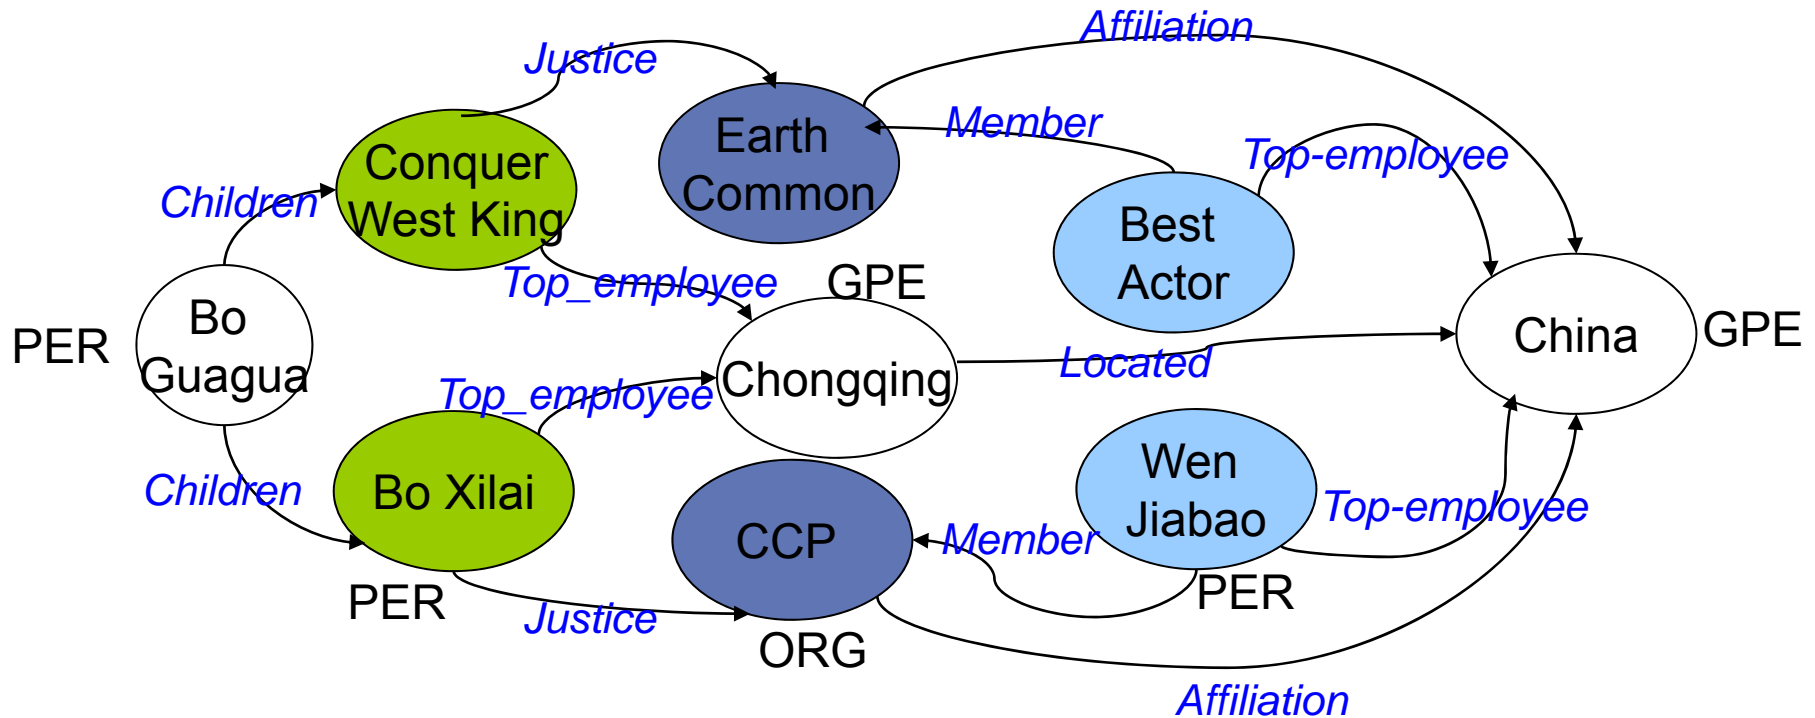 Affiliation
Justice
Earth
Common
Member
Top-employee
Conquer
West King
Children
Best
Actor
Top_employee
GPE
Bo
Guagua
PER
China
GPE
Located
Chongqing
Top_employee
Bo Xilai
Children
CCP
Wen
Jiabao
Top-employee
Member
PER
PER
Justice
ORG
Affiliation